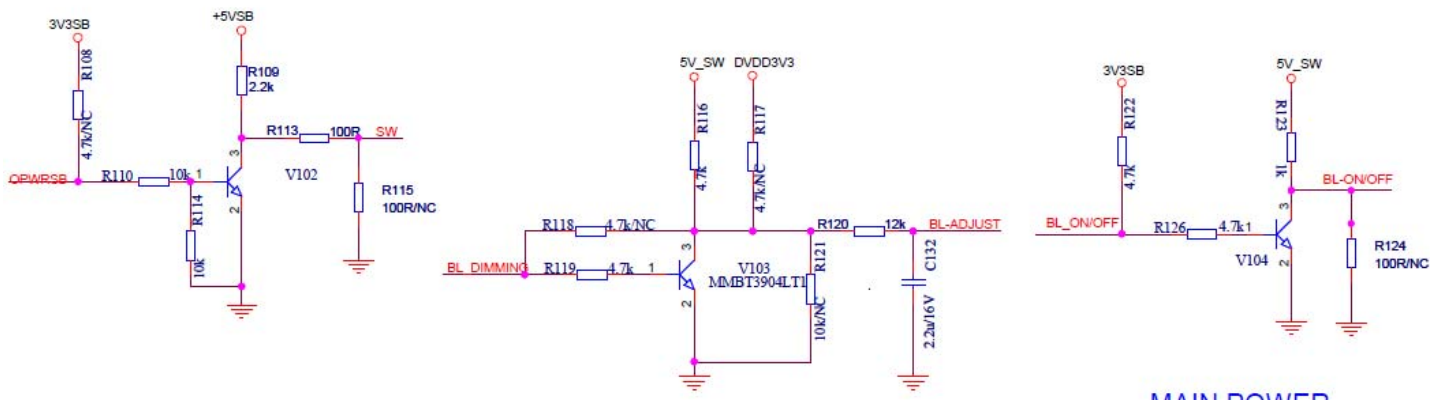 3V3SB
R108
4.7k/NC
OPWRSB
R110
10k
1
R114
10k
+5VSB
R109
2.2k
3
2
V102
R113
100R
SW
R115
100R/NC
5V_SW
R116
4.7k
DVDD3V3
R117
4.7k/NC
R118
4.7k/NC
BL_DIMMING
R119
4.7k
1
3
2
V103
MMBT3904LT1
R121
10k/NC
R120
12k
BL-ADJUST
C132
2.2u/16V
3V3SB
R122
4.7k
BL_ON/OFF
R126
4.7k
1
5V_SW
R123
1k
3
2
V104
BL-ON/OFF
R124
100R/NC
MAIN POWER